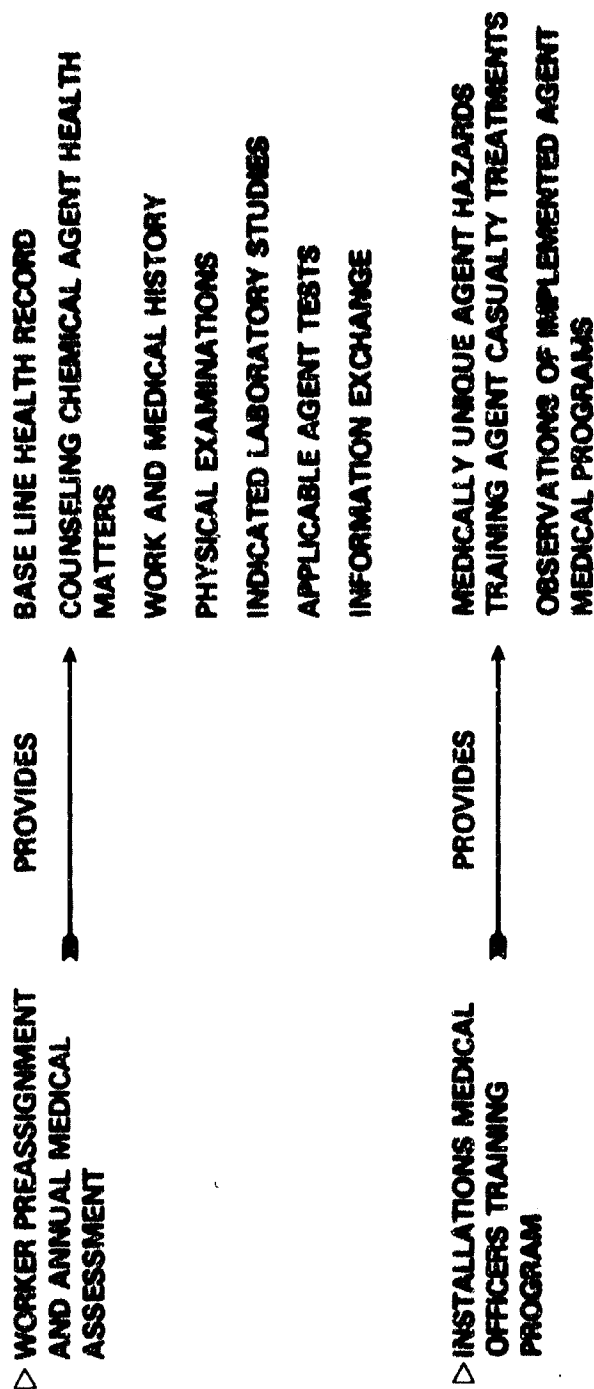 ▷ WORKER PREASSIGNMENT
AND ANNUAL MEDICAL
ASSESSMENT
PROVIDES
BASE LINE HEALTH RECORD
COUNSELING CHEMICAL AGENT HEALTH
MATTERS
WORK AND MEDICAL HISTORY
PHYSICAL EXAMINATIONS
INDICATED LABORATORY STUDIES
APPLICABLE AGENT TESTS
INFORMATION EXCHANGE
▷ INSTALLATIONS MEDICAL
OFFICERS TRAINING
PROGRAM
PROVIDES
MEDICALLY UNIQUE AGENT HAZARDS
TRAINING AGENT CASUALTY TREATMENTS
OBSERVATIONS OF IMPLEMENTED AGENT
MEDICAL PROGRAMS